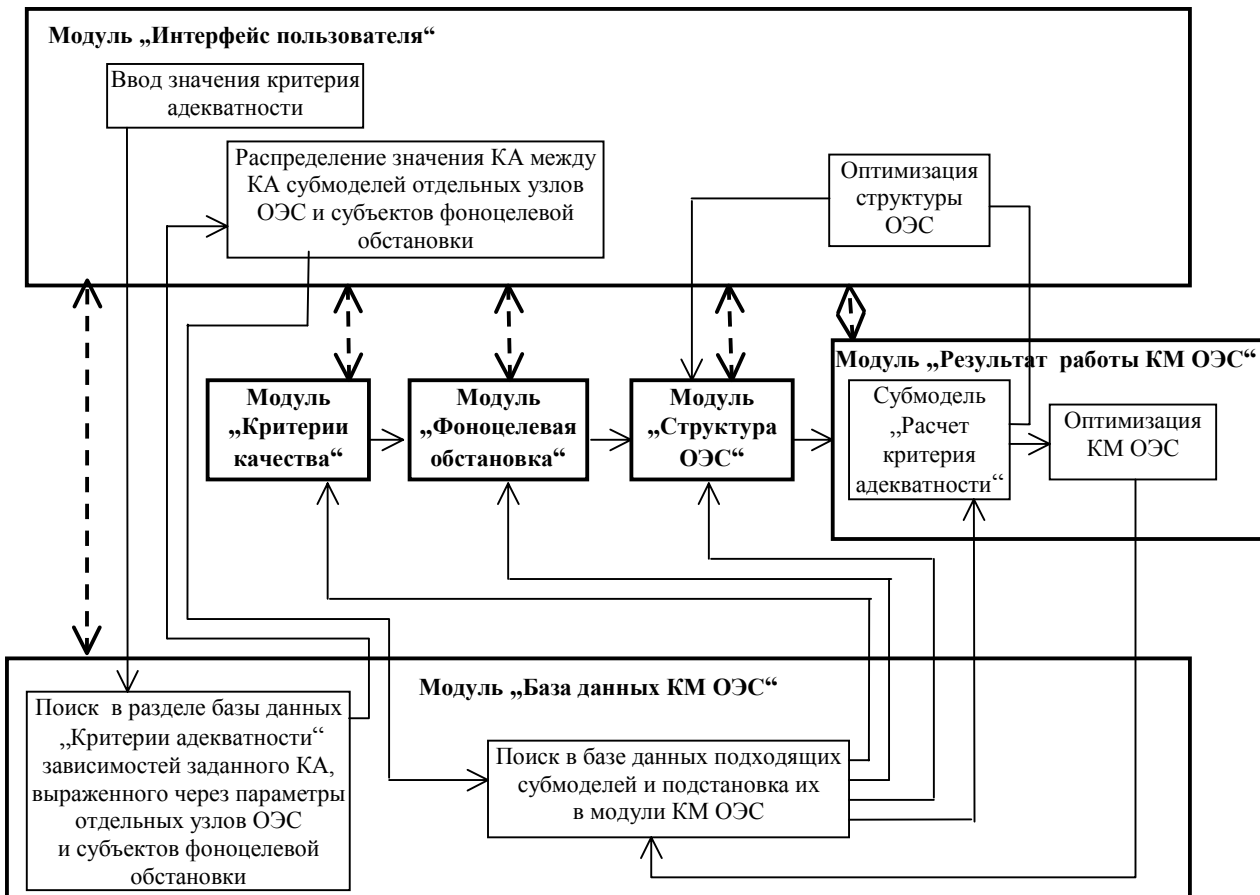 Модуль „Интерфейс пользователя“
Ввод значения критерия
адекватности
Распределение значения КА между
КА субмоделей отдельных узлов
ОЭС и субъектов фоноцелевой
обстановки
Оптимизация
структуры
ОЭС
Модуль
„Критерии
качества“
Модуль
„Фоноцелевая
обстановка“
Модуль
„Структура
ОЭС“
Модуль „Результат работы КМ ОЭС“
Субмодель
„Расчет
критерия
адекватности“
Оптимизация
КМ ОЭС
Модуль „База данных КМ ОЭС“
Поиск в разделе базы данных
„Критерии адекватности“
зависимостей заданного КА,
выраженного через параметры
отдельных узлов ОЭС
и субъектов фоноцелевой
обстановки
Поиск в базе данных подходящих
субмоделей и подстановка их
в модули КМ ОЭС